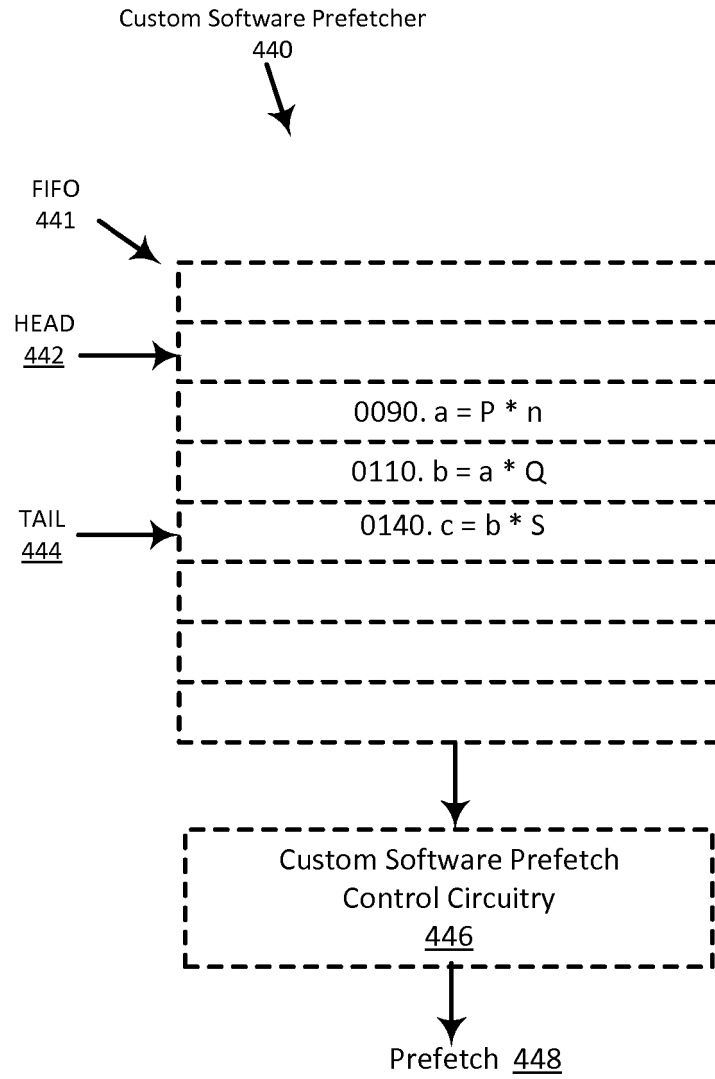 Custom Software Prefetcher
440
FIFO
441
HEAD
442
0090. a = P * n
0110. b = a * Q
TAIL
444
0140. c = b * S
Custom Software Prefetch
Control Circuitry
446
Prefetch 448